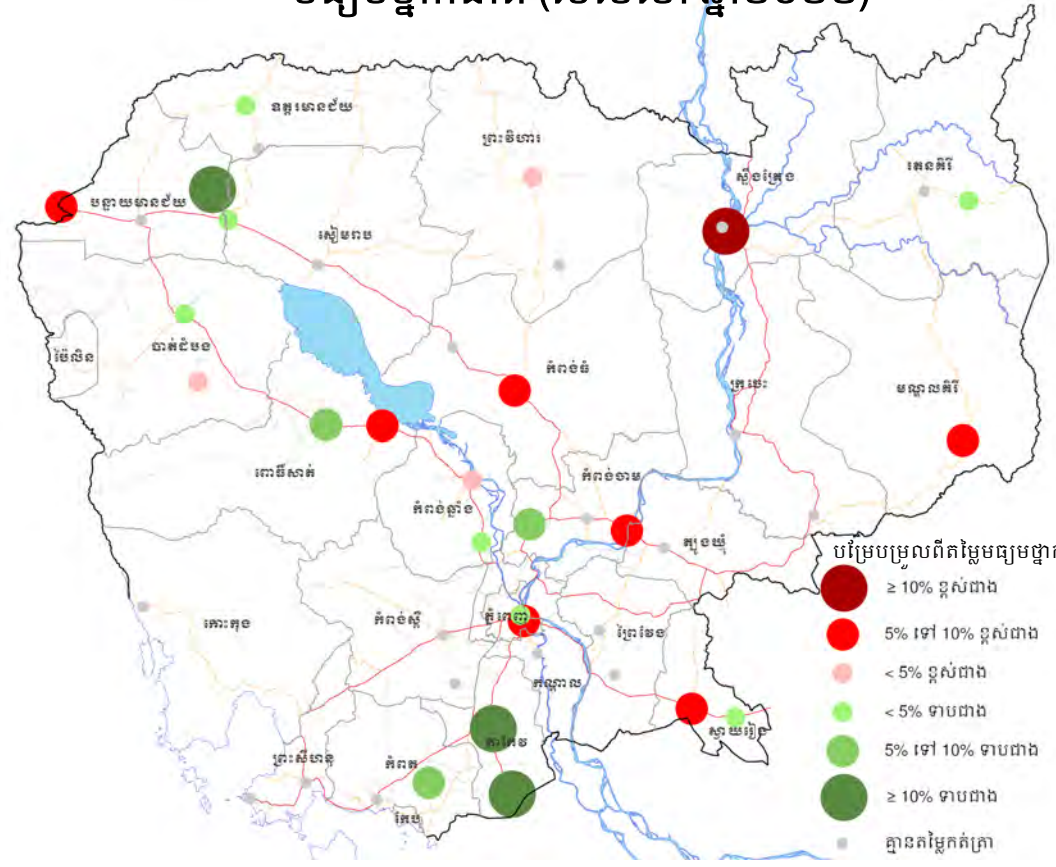 ឧត្តរមានជ័យ
ព្រះវិហារ
ស្ទឹងត្រែង
រតនគិរី
បន្ទាយមានជ័យ
សៀមរាប
ប៉ៃលិន
បាត់ដំបង
កំពង់ធំ
ក្រចេះ
មណ្ឌលគិរី
ពោធិ៍សាត់
កំពង់ចាម
កំពង់ឆ្នាំង
ត្បូងឃ្មុំ
បម្រែបម្រួលពីតម្លៃមធ្យមថ្នាក់
≥ 10% ខ្ពស់ជាង
កោះកុង
កំពង់ស្ពឺ
ភ្នំពេញ
ព្រៃវែង
5% ទៅ 10% ខ្ពស់ជាង
< 5% ខ្ពស់ជាង
កណ្តាល
< 5% ទាបជាង
ស្វាយរៀង
តាកែវ
5% ទៅ 10% ទាបជាង
ព្រះសីហនុ
កំពត
≥ 10% ទាបជាង
កែប
គ្មានតម្លៃកត់ត្រា